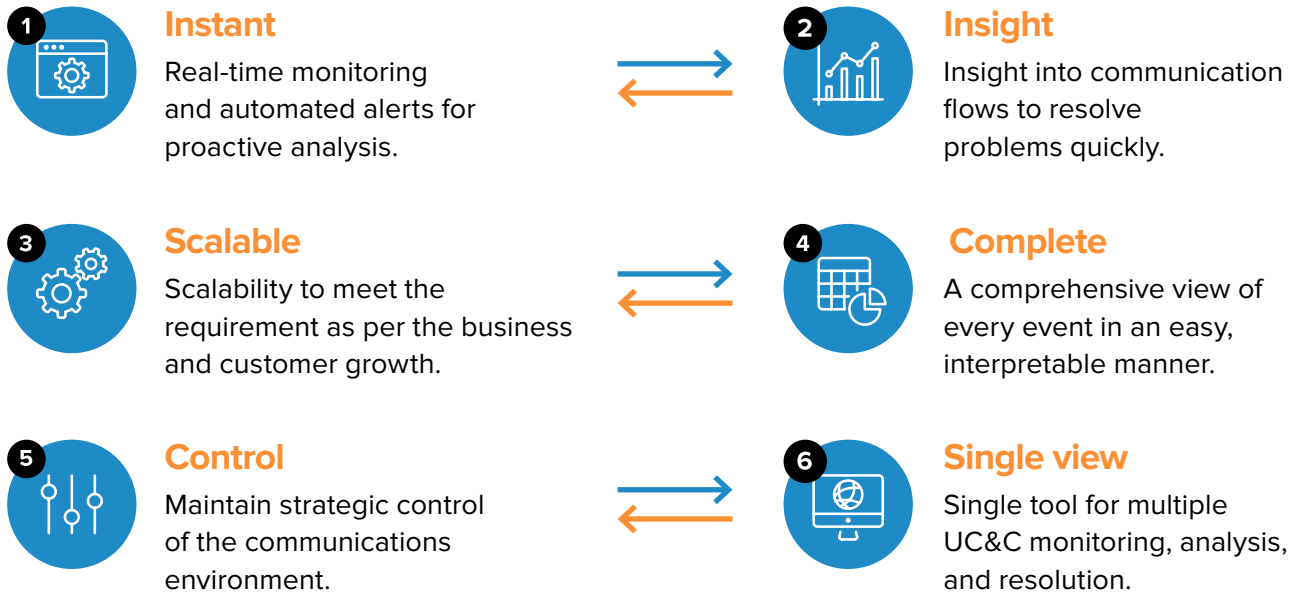 1
Instant
Real-time monitoring
and automated alerts for
proactive analysis.
2
Insight
Insight into communication
flows to resolve
problems quickly.
3
Scalable
Scalability to meet the
requirement as per the business
and customer growth.
4
Complete
A comprehensive view of
every event in an easy,
interpretable manner.
5
Control
Maintain strategic control
of the communications
environment.
6
Single view
Single tool for multiple
UC&C monitoring, analysis,
and resolution.